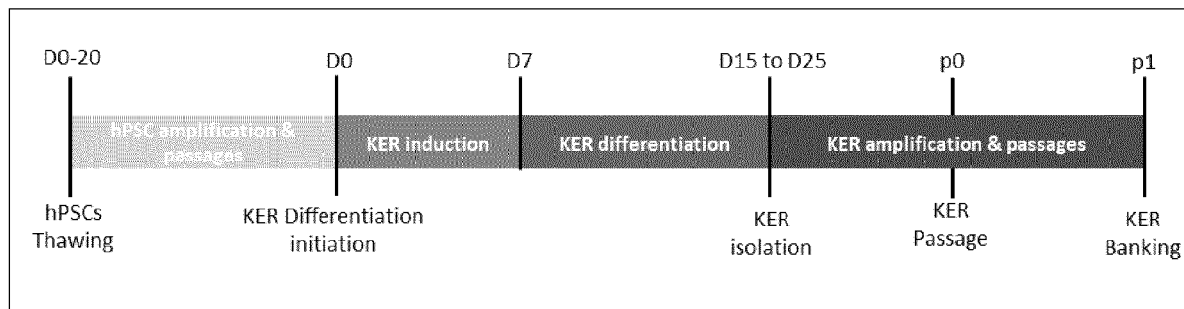 D0-20
D0
D7
D15 to D25
p0
p1
hPSC amplification &
passages
KER induction
KER differentiation
KER amplification & passages
hPSCs
Thawing
KER Differentiation
initiation
KER
isolation
KER
Passage
KER
Banking